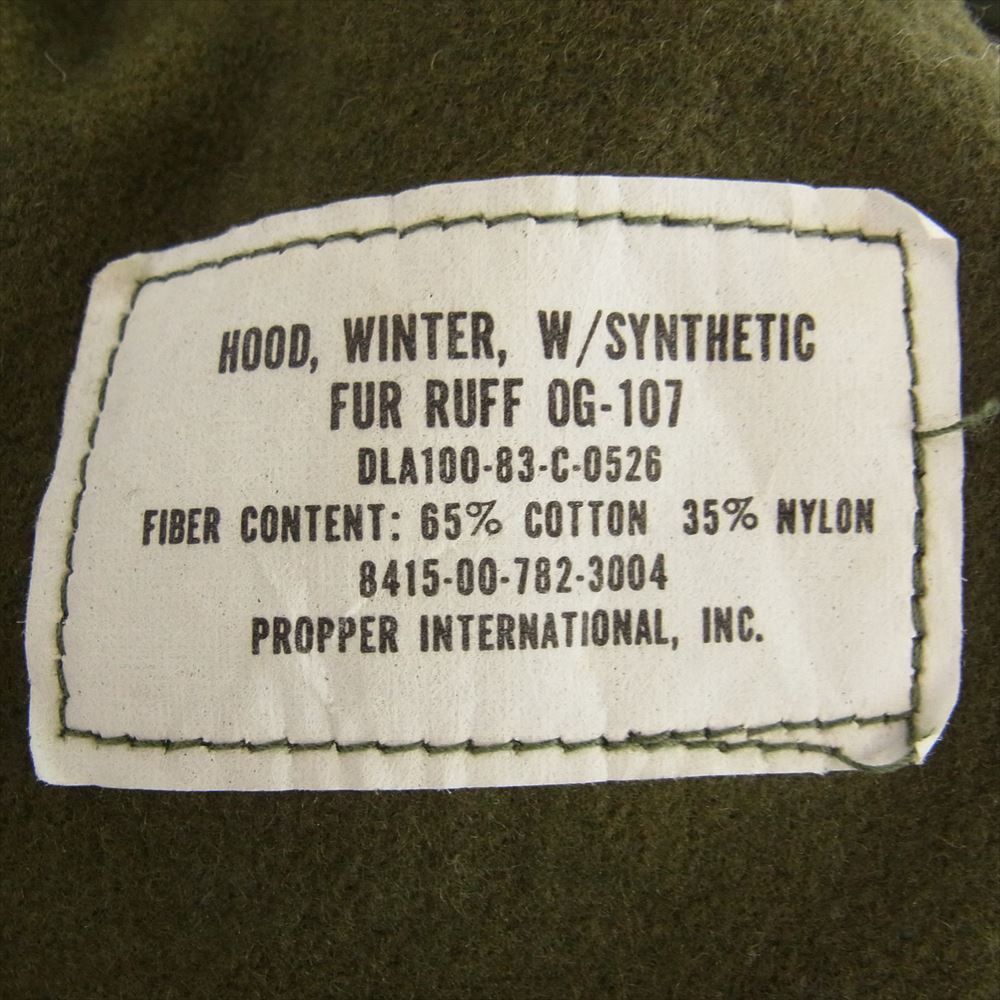 HOOD, WINTER, W/SYNTHETIC
FUR RUFF OG-107
DLA100-83-C-0526
FIBER CONTENT: 65% COTTON 35% NYLON
8415-00-782-3004
PROPPER INTERNATIONAL, INC.